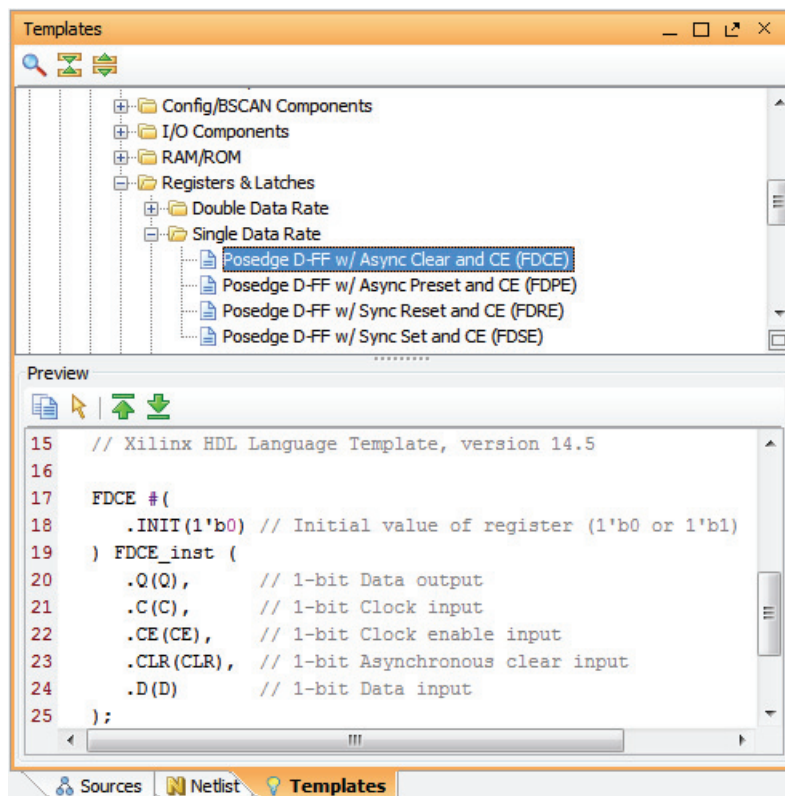 Templates
Config/BSCAN Components
I/O Components
RAM/ROM
Registers & Latches
Double Data Rate
Single Data Rate
Posedge D-FF w/ Async Clear and CE (FDCE)
Posedge D-FF w/ Async Preset and CE (FDPE)
Posedge D-FF w/ Sync Reset and CE (FDRE)
Posedge D-FF w/ Sync Set and CE (FDSE)
Preview
15 // Xilinx HDL Language Template, version 14.5
16
17 FDCE #(
18 .INIT(1'b0) // Initial value of register (1'b0 or 1'b1)
19 ) FDCE_inst (
20 .Q(Q), // 1-bit Data output
21 .C(C), // 1-bit Clock input
22 .CE(CE), // 1-bit Clock enable input
23 .CLR(CLR), // 1-bit Asynchronous clear input
24 .D(D) // 1-bit Data input
25 );
Sources Netlist Templates